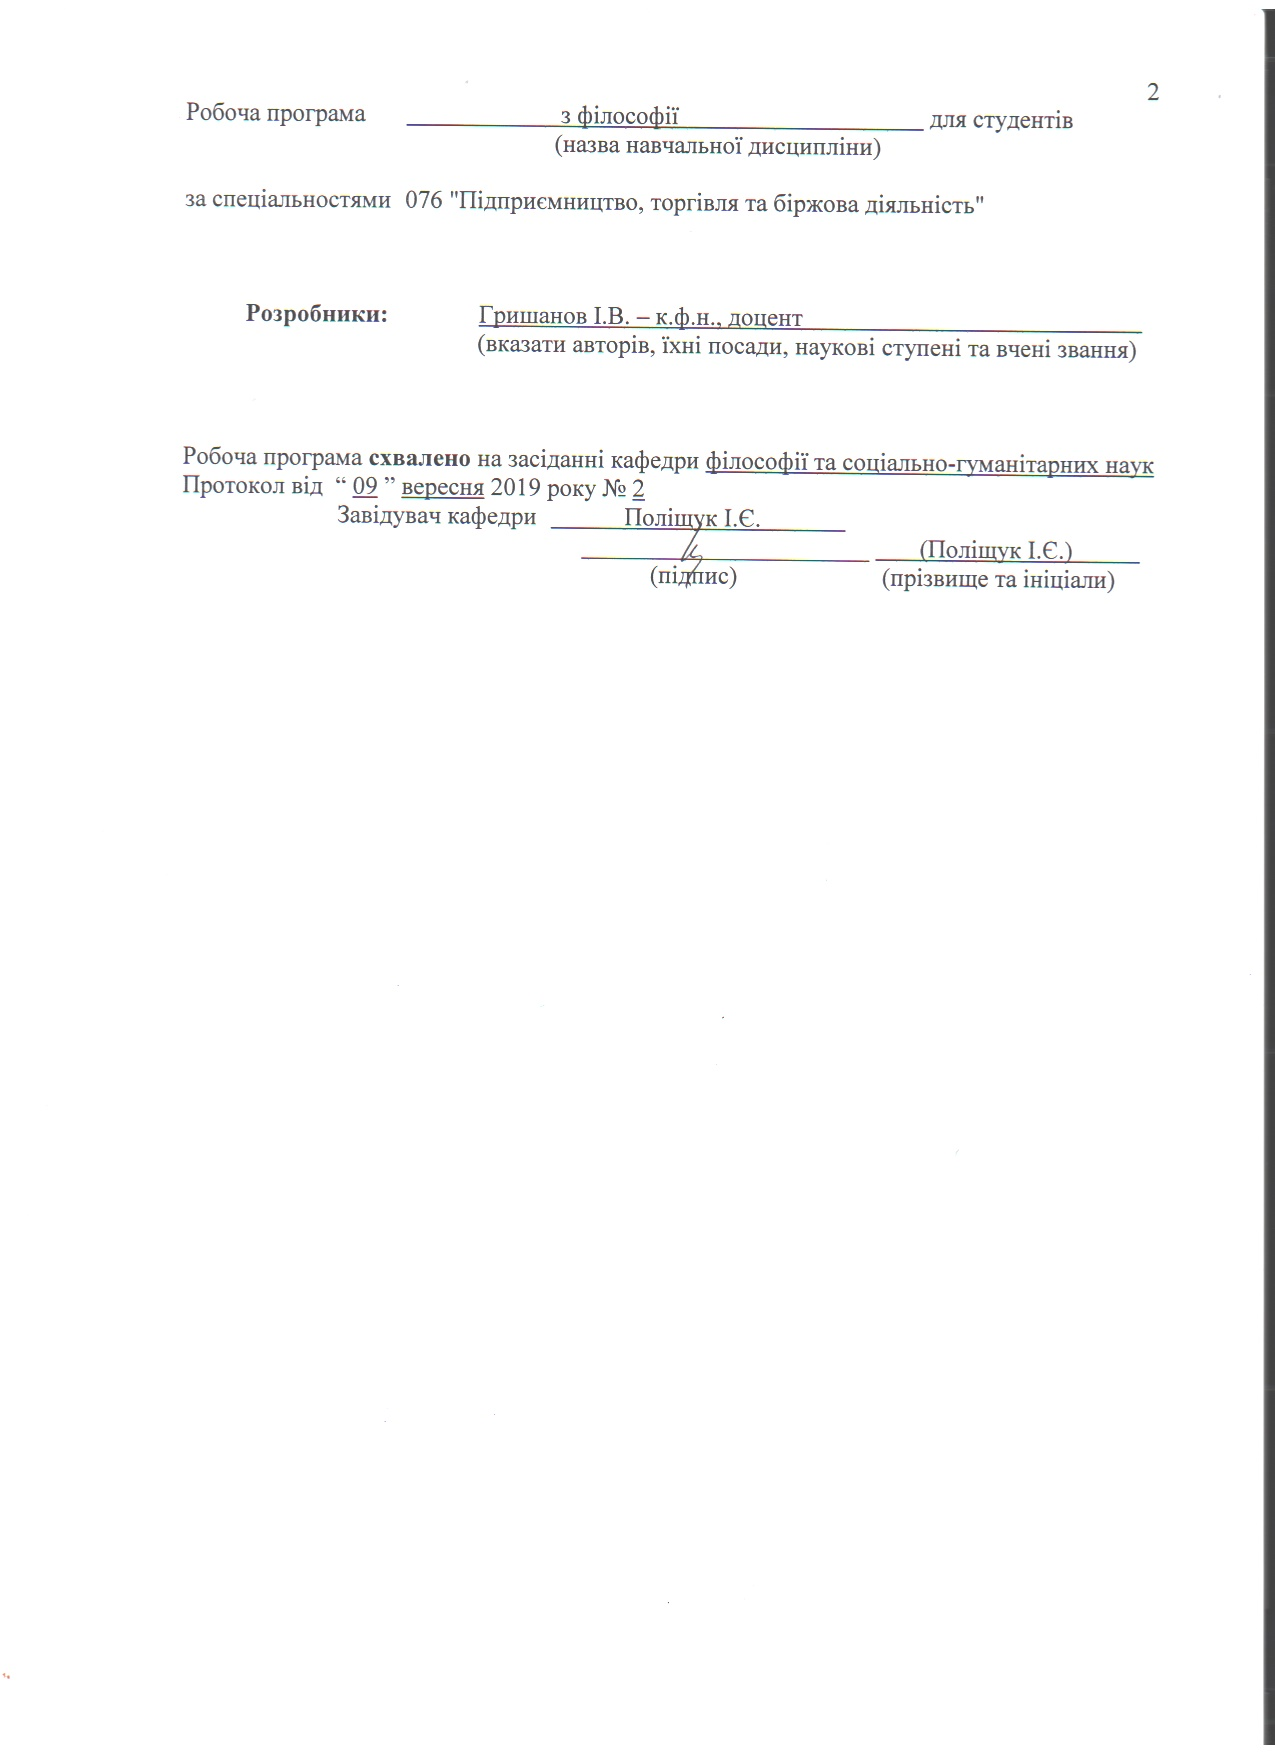 2
Робоча програма з філософії для студентів
(назва навчальної дисципліни)
за спеціальностями 076 "Підприємництво, торгівля та біржова діяльність"
Розробники: Гришанов І.В. – к.ф.н., доцент
(вказати авторів, їхні посади, наукові ступені та вчені звання)
Робоча програма схвалено на засіданні кафедри філософії та соціально-гуманітарних наук
Протокол від “ 09 ” вересня 2019 року № 2
Завідувач кафедри Поліщук І.Є.
(Поліщук І.Є.)
(підпис) (прізвище та ініціали)